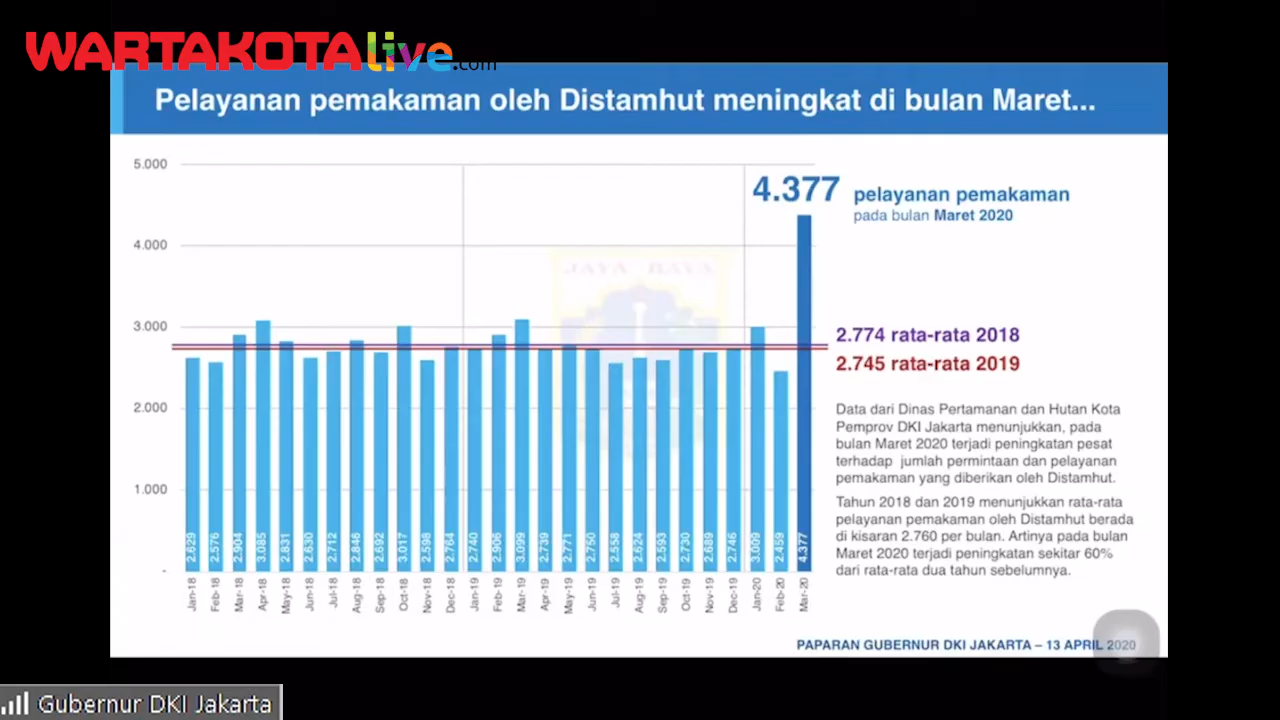 WARTAKOTAlive.com
Pelayanan pemakaman oleh Distamhut meningkat di bulan Maret...
5.000
4.000
3.000
2.000
1.000
-
4.377 pelayanan pemakaman
pada bulan Maret 2020
JAYA RAYA
2.774 rata-rata 2018
2.745 rata-rata 2019
Data dari Dinas Pertamanan dan Hutan Kota
Pemprov DKI Jakarta menunjukkan, pada
bulan Maret 2020 terjadi peningkatan pesat
terhadap jumlah permintaan dan pelayanan
pemakaman yang diberikan oleh Distamhut.
Tahun 2018 dan 2019 menunjukkan rata-rata
pelayanan pemakaman oleh Distamhut berada
di kisaran 2.760 per bulan. Artinya pada bulan
Maret 2020 terjadi peningkatan sekitar 60%
dari rata-rata dua tahun sebelumnya.
2.629 2.576 2.904 3.085 2.831 2.630 2.712 2.846 2.692 3.017 2.598 2.764 2.740 2.906 3.099 2.739 2.771 2.750 2.558 2.624 2.593 2.730 2.689 2.746 3.009 2.459 4.377
Jan-18 Feb-18 Mar-18 Apr-18 May-18 Jun-18 Jul-18 Aug-18 Sep-18 Oct-18 Nov-18 Dec-18 Jan-19 Feb-19 Mar-19 Apr-19 May-19 Jun-19 Jul-19 Aug-19 Sep-19 Oct-19 Nov-19 Dec-19 Jan-20 Feb-20 Mar-20
PAPARAN GUBERNUR DKI JAKARTA – 13 APRIL 2020
Gubernur DKI Jakarta